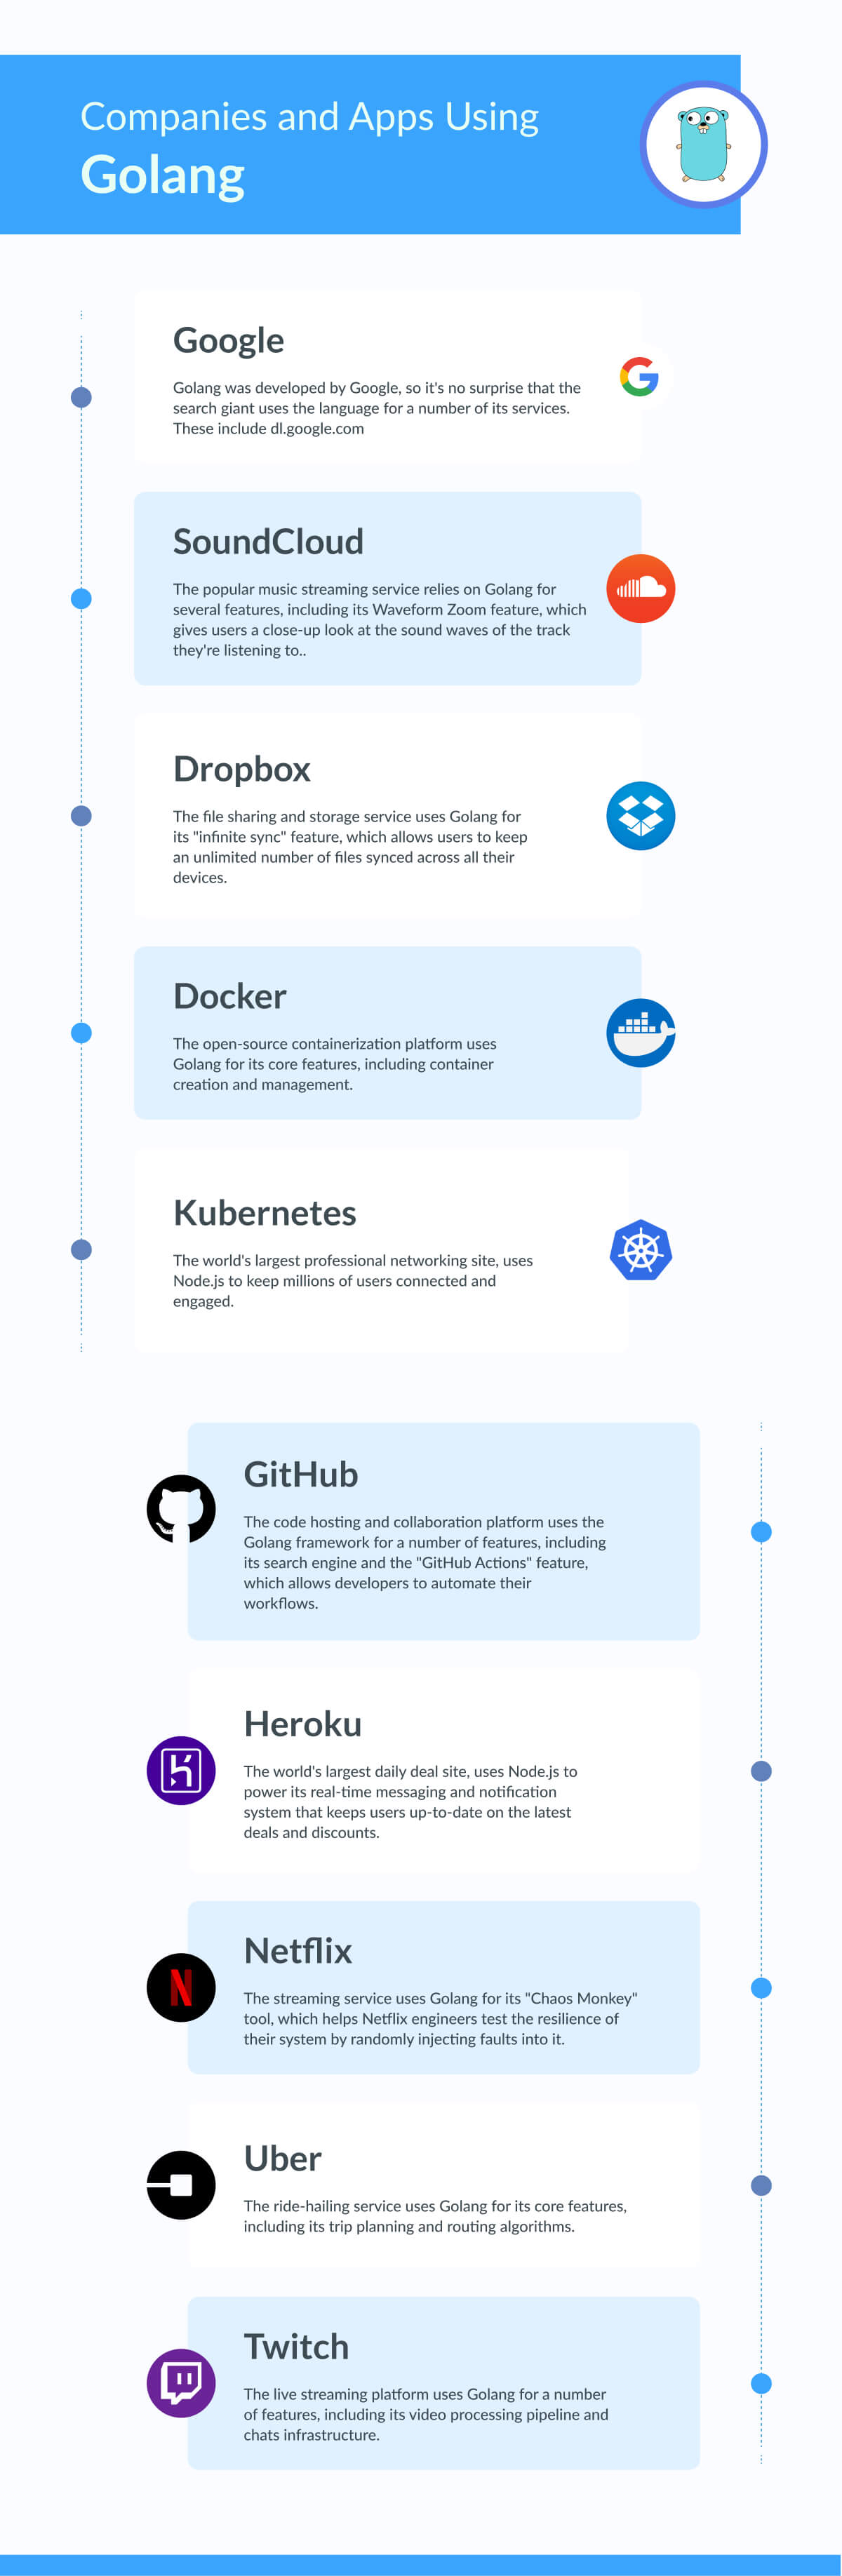 Companies and Apps Using
Golang
Google
Golang was developed by Google, so it's no surprise that the
search giant uses the language for a number of its services.
These include dl.google.com
SoundCloud
The popular music streaming service relies on Golang for
several features, including its Waveform Zoom feature, which
gives users a close-up look at the sound waves of the track
they're listening to..
Dropbox
The file sharing and storage service uses Golang for
its "infinite sync" feature, which allows users to keep
an unlimited number of files synced across all their
devices.
Docker
The open-source containerization platform uses
Golang for its core features, including container
creation and management.
Kubernetes
The world's largest professional networking site, uses
Node.js to keep millions of users connected and
engaged.
GitHub
The code hosting and collaboration platform uses the
Golang framework for a number of features, including
its search engine and the "GitHub Actions" feature,
which allows developers to automate their
workflows.
Heroku
The world's largest daily deal site, uses Node.js to
power its real-time messaging and notification
system that keeps users up-to-date on the latest
deals and discounts.
Netflix
The streaming service uses Golang for its "Chaos Monkey"
tool, which helps Netflix engineers test the resilience of
their system by randomly injecting faults into it.
Uber
The ride-hailing service uses Golang for its core features,
including its trip planning and routing algorithms.
Twitch
The live streaming platform uses Golang for a number
of features, including its video processing pipeline and
chats infrastructure.